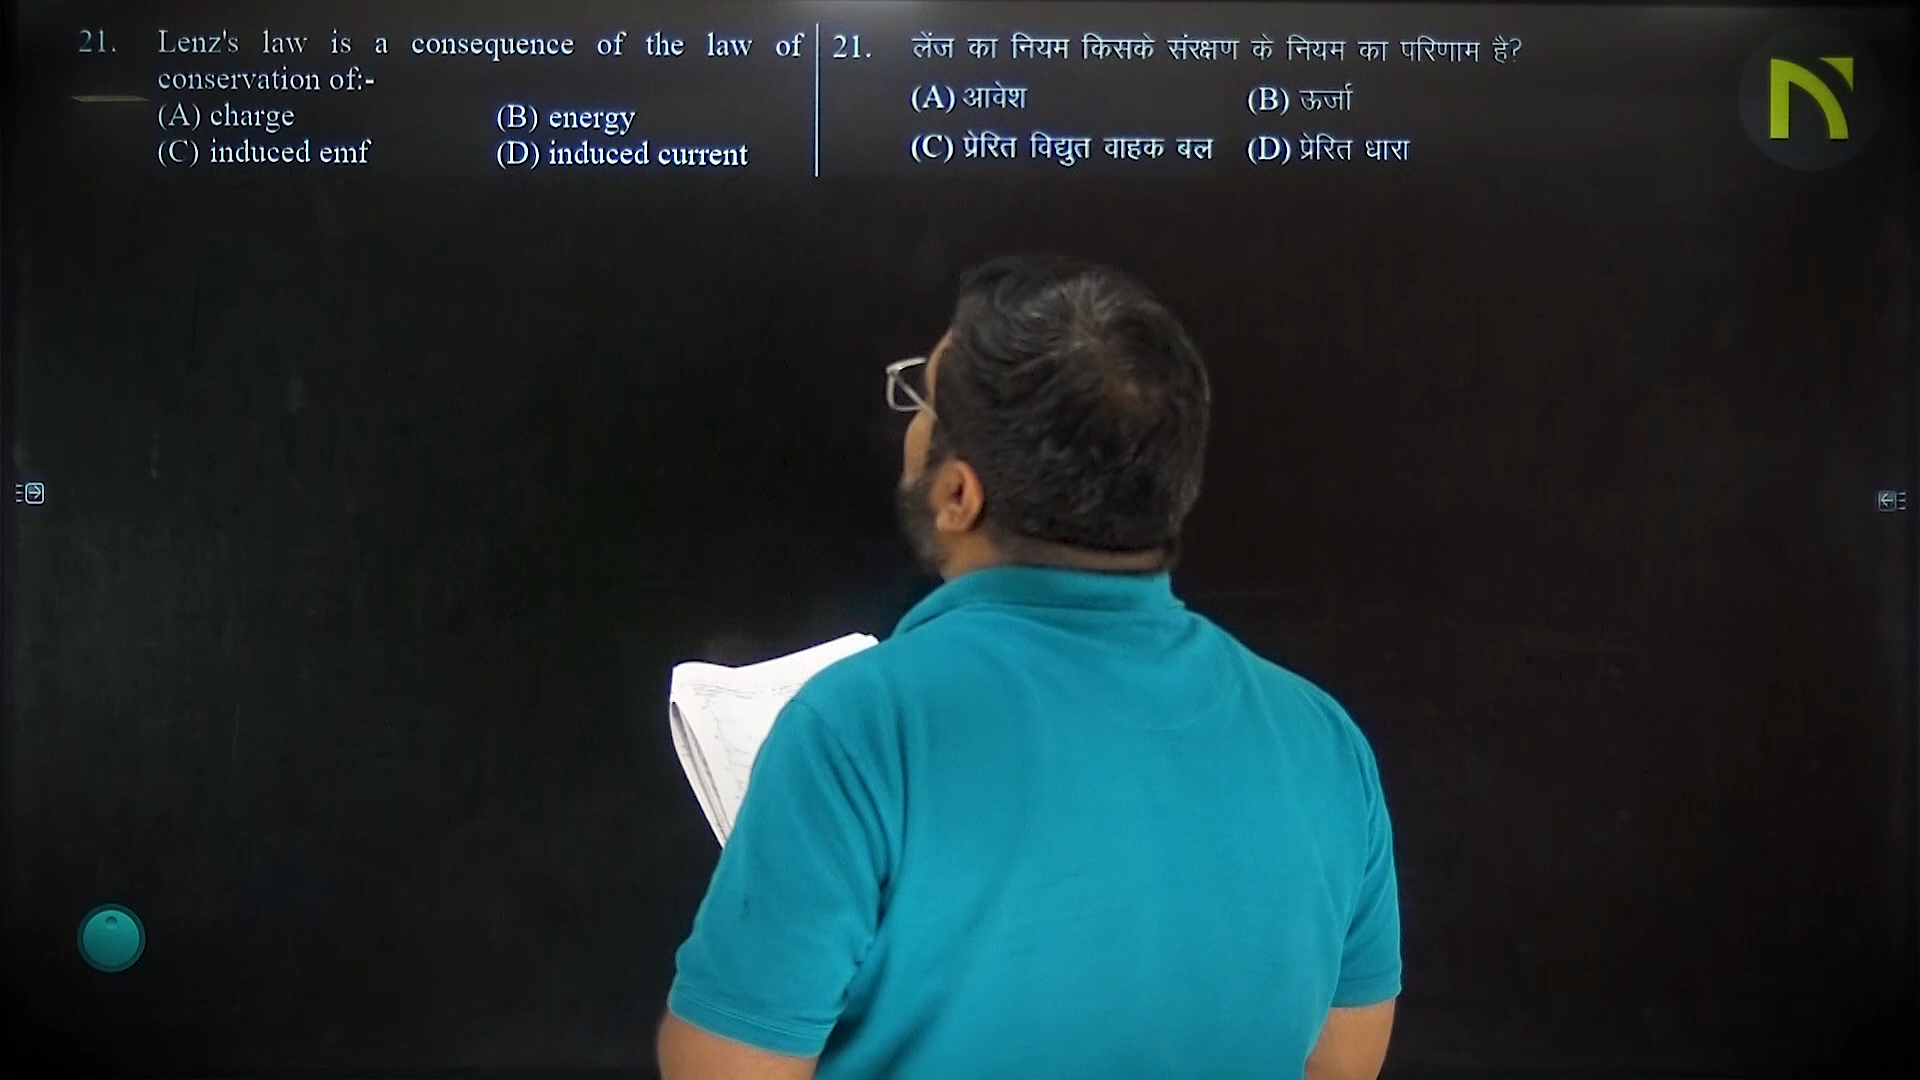 21. Lenz's law is a consequence of the law of
conservation of:-
(A) charge (B) energy
(C) induced emf (D) induced current
21. लेंज का नियम किसके संरक्षण के नियम का परिणाम है?
(A) आवेश (B) ऊर्जा
(C) प्रेरित विद्युत वाहक बल (D) प्रेरित धारा